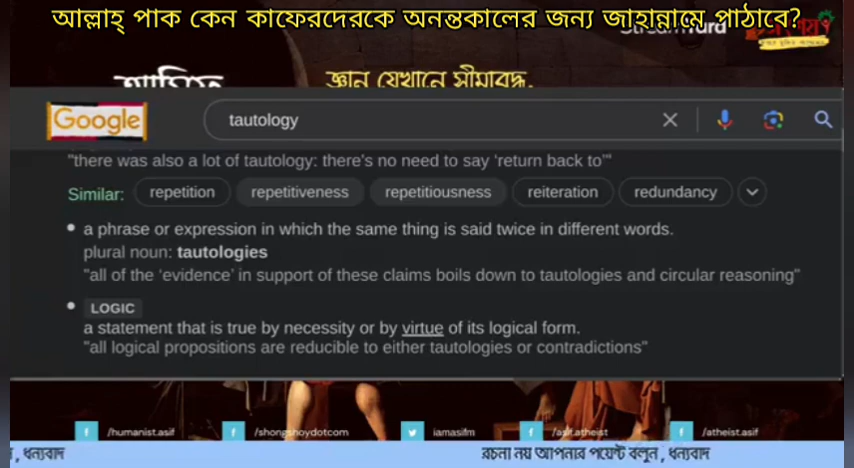 আল্লাহ্ পাক কেন কাফেরদেরকে অনন্তকালের জন্য জাহান্নামে পাঠাবে?
জ্ঞান যেখানে সীমাবদ্ধ,
Google
tautology
"there was also a lot of tautology: there's no need to say 'return back to'"
Similar: repetition repetitiveness repetitiousness reiteration redundancy
a phrase or expression in which the same thing is said twice in different words.
plural noun: tautologies
"all of the 'evidence' in support of these claims boils down to tautologies and circular reasoning"
LOGIC
a statement that is true by necessity or by virtue of its logical form.
"all logical propositions are reducible to either tautologies or contradictions"
/humanist.asif /shongshoydotcom iamasifm /asif.atheist /atheist.asif
, ধন্যবাদ রচনা নয় আপনার পয়েন্ট বলুন , ধন্যবাদ